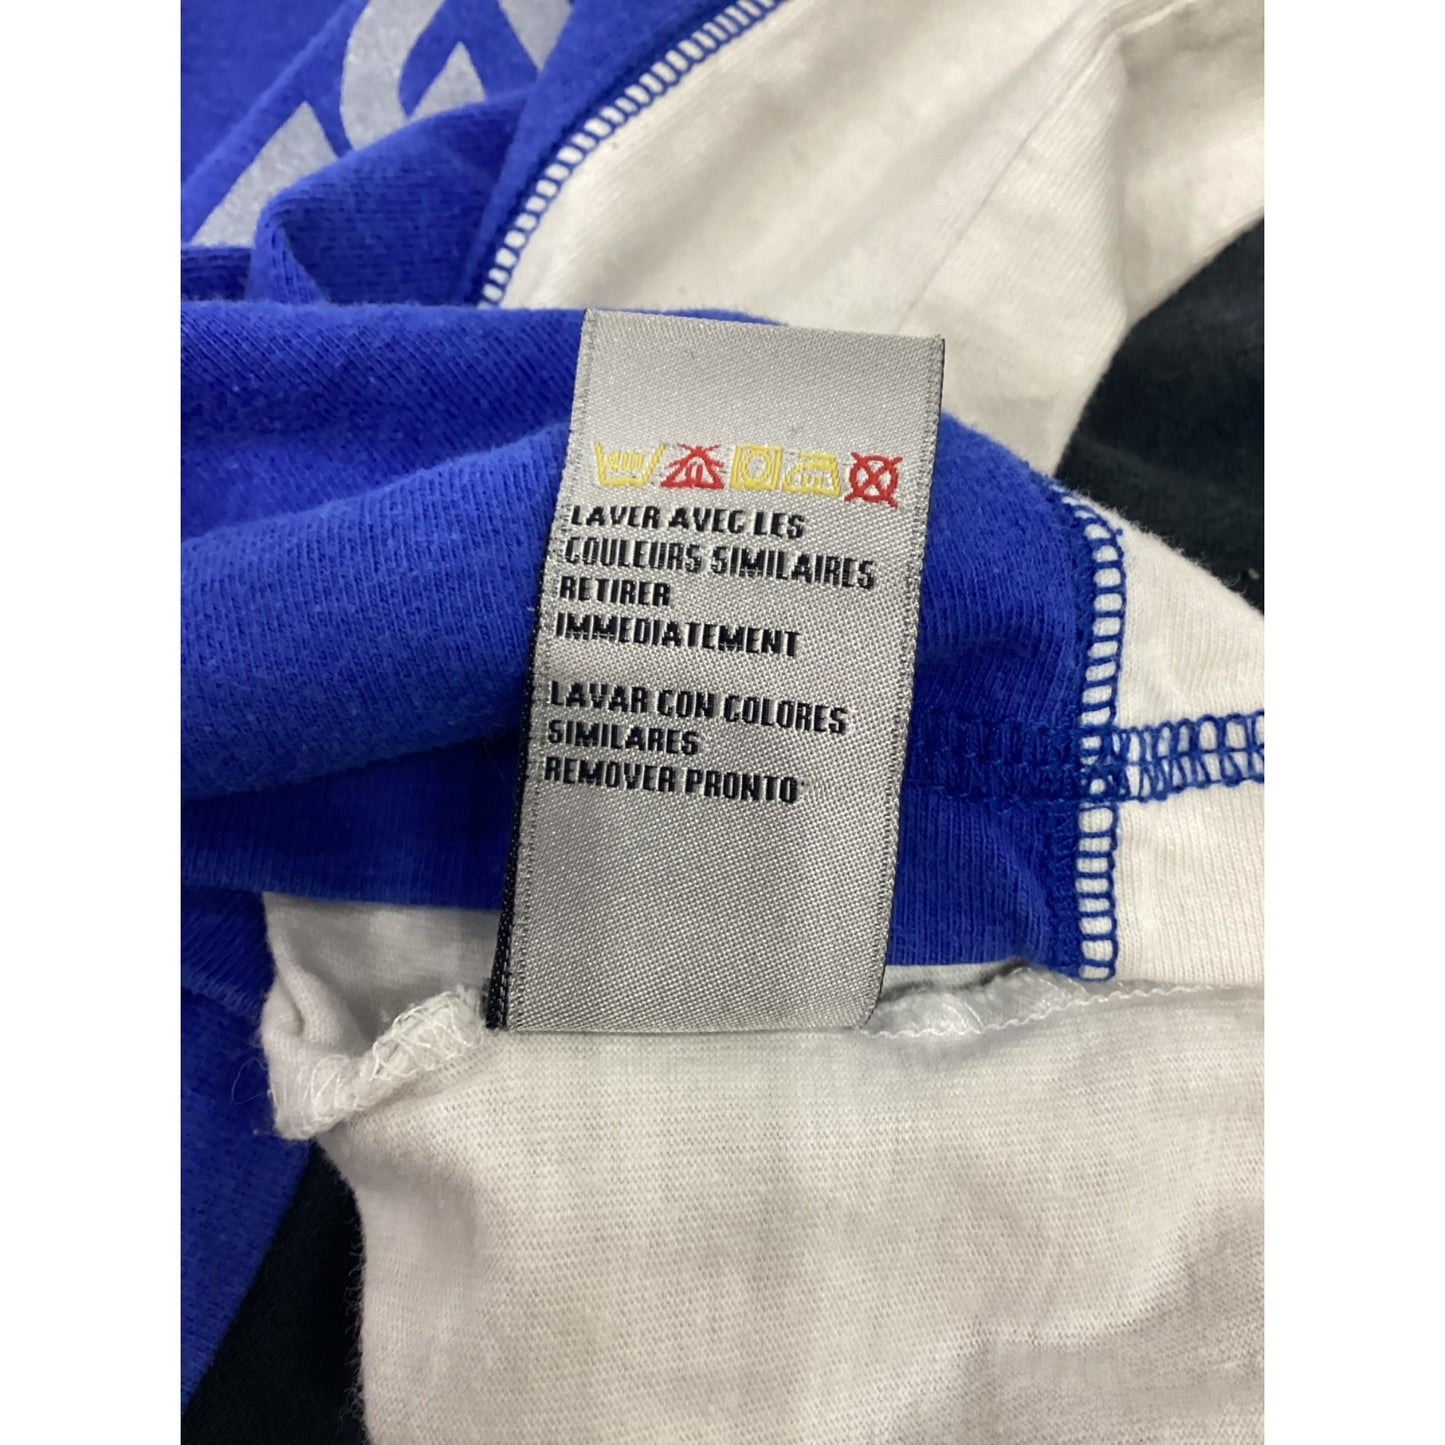 LAVER AVEC LES
COULEURS SIMILAIRES
RETIRER
IMMEDIATEMENT
LAVAR CON COLORES
SIMILARES
REMOVER PRONTO